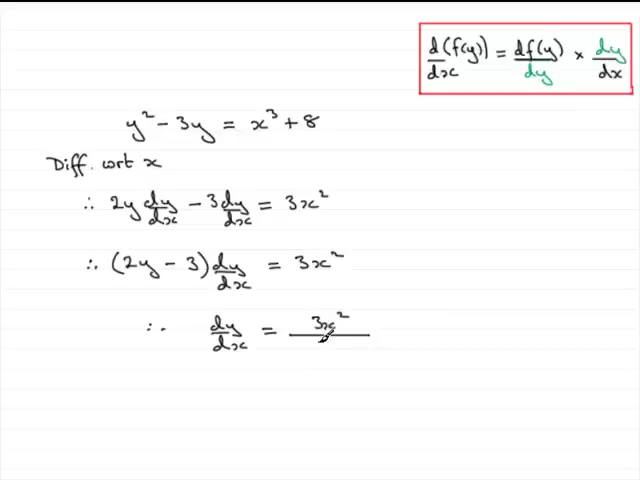 d(f(y))/dx = df(y)/dy × dy/dx
y² - 3y = x³ + 8
Diff. wrt x
∴ 2y dy/dx - 3 dy/dx = 3x²
∴ (2y - 3) dy/dx = 3x²
∴ dy/dx = 3x²/